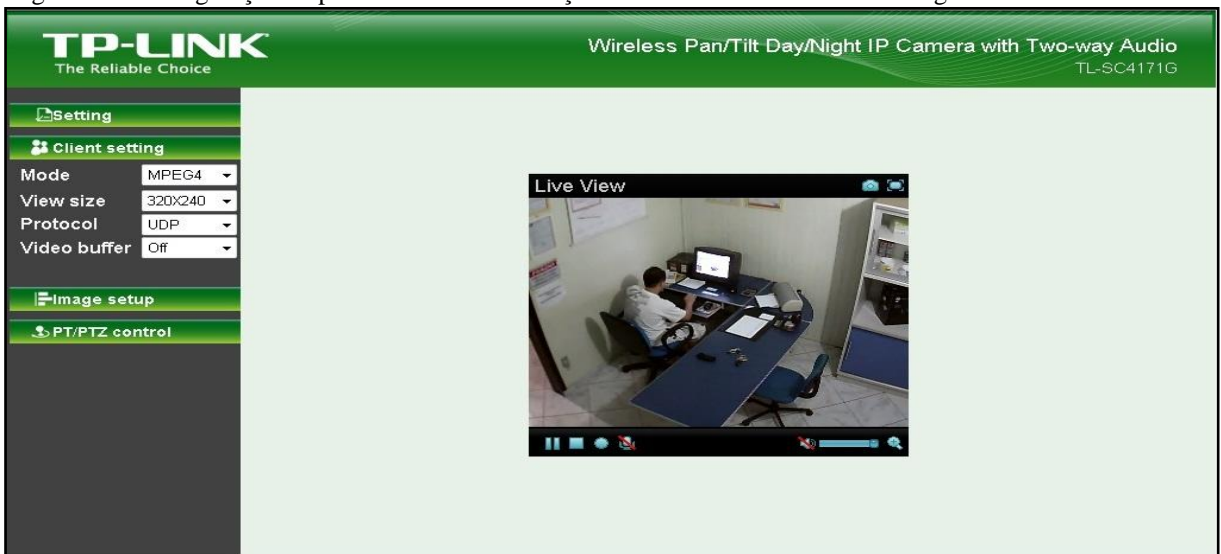 TP-LINK
The Reliable Choice
Wireless Pan/Tilt Day/Night IP Camera with Two-way Audio
TL-SC4171G
Setting
Client setting
Mode MPEG4
View size 320X240
Protocol UDP
Video buffer Off
Image setup
PT/PTZ control
Live View